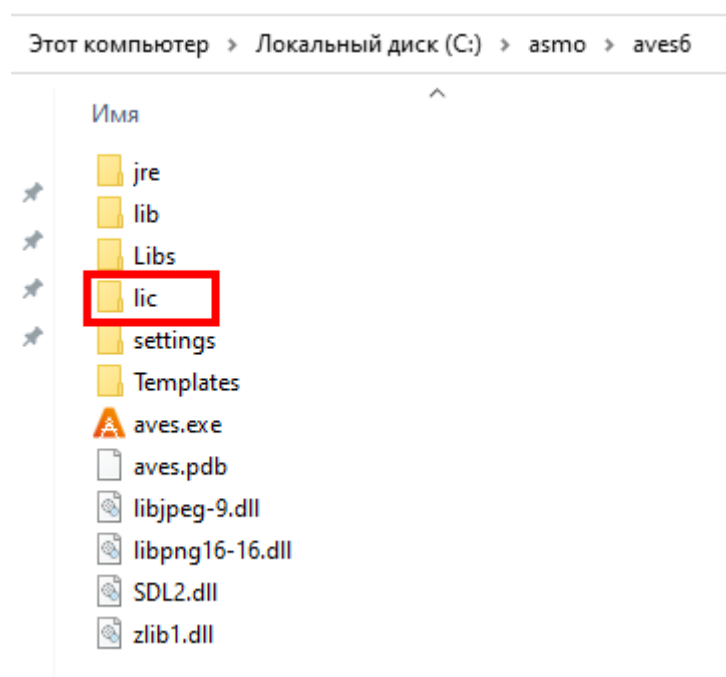 Этот компьютер > Локальный диск (C:) > asmo > aves6
Имя
jre
lib
Libs
lic
settings
Templates
aves.exe
aves.pdb
libjpeg-9.dll
libpng16-16.dll
SDL2.dll
zlib1.dll